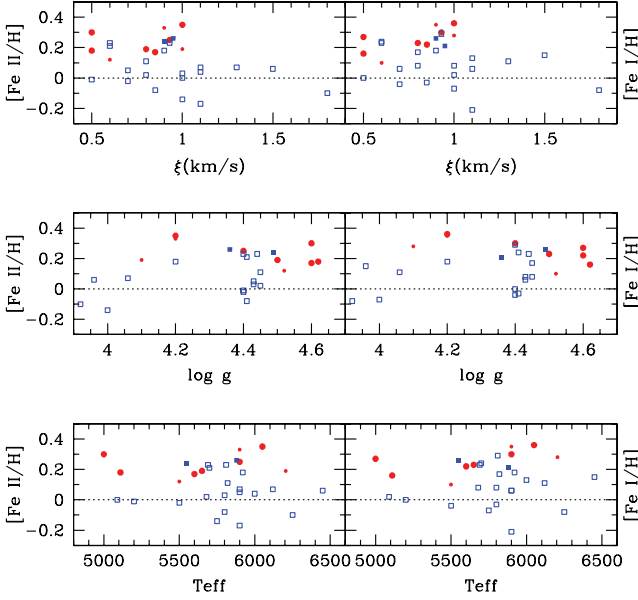 0.4
0.2
0
−0.2
[Fe II/H]
[Fe I/H]
0.5 1 1.5 0.5 1 1.5
ξ(km/s) ξ(km/s)
0.4
0.2
0
−0.2
[Fe II/H]
[Fe I/H]
4 4.2 4.4 4.6 4 4.2 4.4 4.6
log g log g
0.4
0.2
0
−0.2
[Fe II/H]
[Fe I/H]
5000 5500 6000 6500 5000 5500 6000 6500
Teff Teff